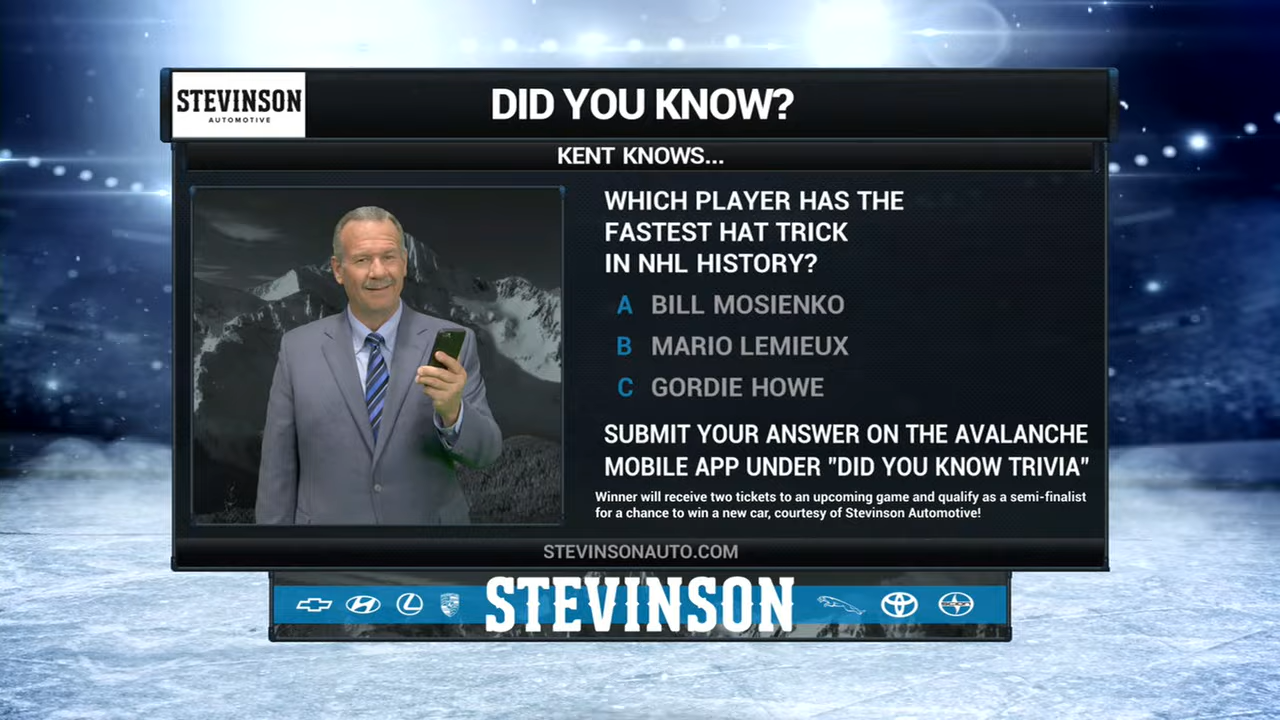 STEVINSON
AUTOMOTIVE
DID YOU KNOW?
KENT KNOWS...
WHICH PLAYER HAS THE
FASTEST HAT TRICK
IN NHL HISTORY?
A BILL MOSIENKO
B MARIO LEMIEUX
C GORDIE HOWE
SUBMIT YOUR ANSWER ON THE AVALANCHE
MOBILE APP UNDER "DID YOU KNOW TRIVIA"
Winner will receive two tickets to an upcoming game and qualify as a semi-finalist
for a chance to win a new car, courtesy of Stevinson Automotive!
STEVINSONAUTO.COM
STEVINSON